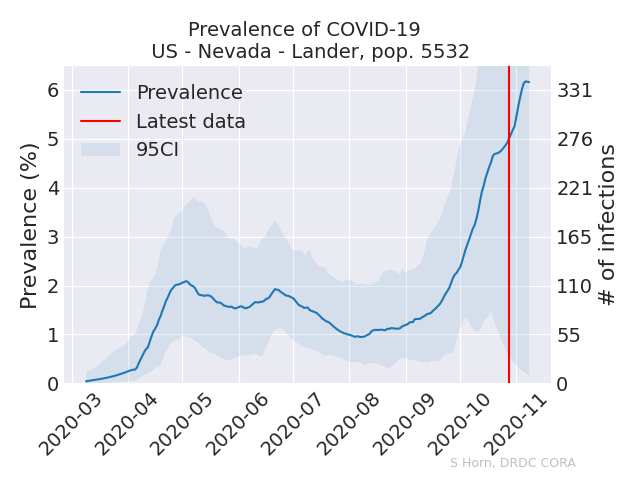 Prevalence of COVID-19
US - Nevada - Lander, pop. 5532
Prevalence
Latest data
95CI
Prevalence (%)
6
5
4
3
2
1
0
331
276
221
165
110
55
0
# of infections
2020-03
2020-04
2020-05
2020-06
2020-07
2020-08
2020-09
2020-10
2020-11
S Horn, DRDC CORA